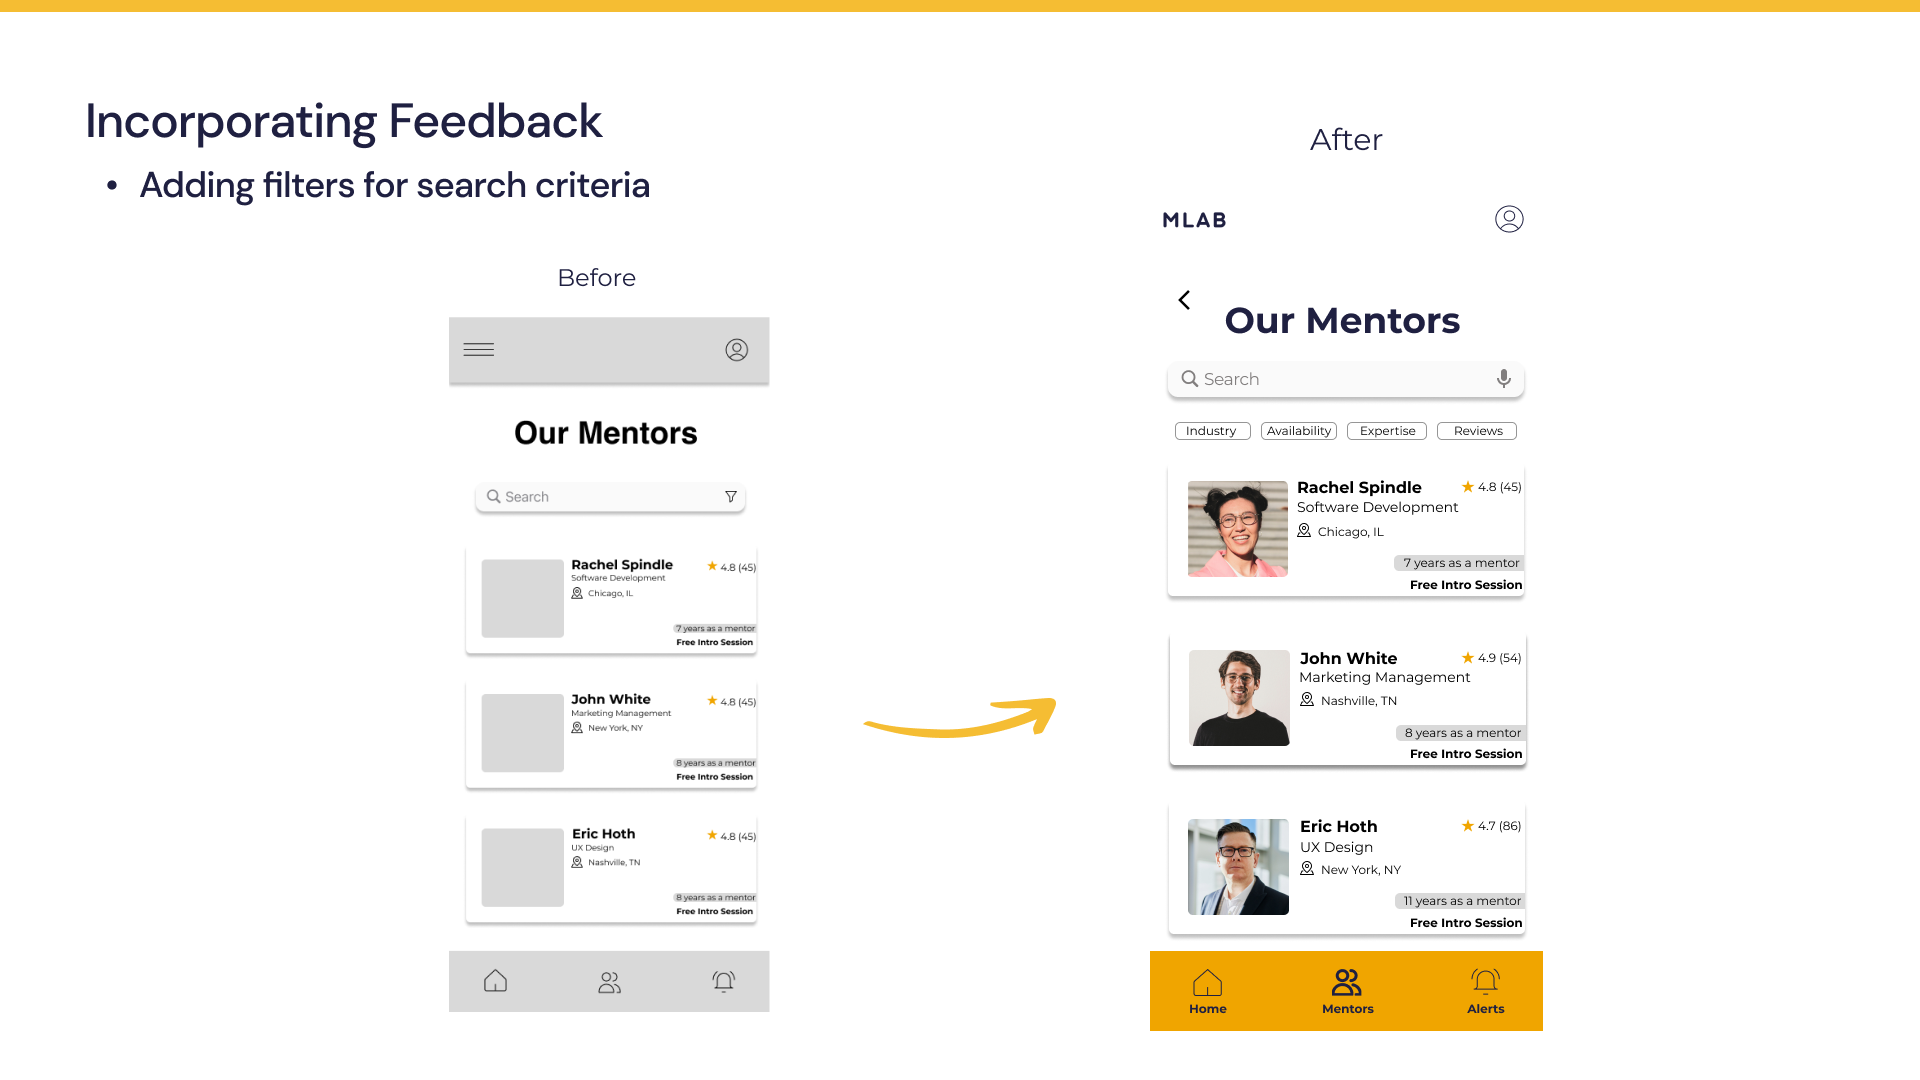 Incorporating Feedback
• Adding filters for search criteria
Before
Our Mentors
Search
Rachel Spindle
4.8 (45)
Software Development
Chicago, IL
7 years as a mentor
Free Intro Session
John White
4.8 (45)
Marketing Management
New York, NY
8 years as a mentor
Free Intro Session
Eric Hoth
4.8 (45)
UX Design
Nashville, TN
8 years as a mentor
Free Intro Session
After
MLAB
Our Mentors
Search
Industry Availability Expertise Reviews
Rachel Spindle
4.8 (45)
Software Development
Chicago, IL
7 years as a mentor
Free Intro Session
John White
4.9 (54)
Marketing Management
Nashville, TN
8 years as a mentor
Free Intro Session
Eric Hoth
4.7 (86)
UX Design
New York, NY
11 years as a mentor
Free Intro Session
Home Mentors Alerts